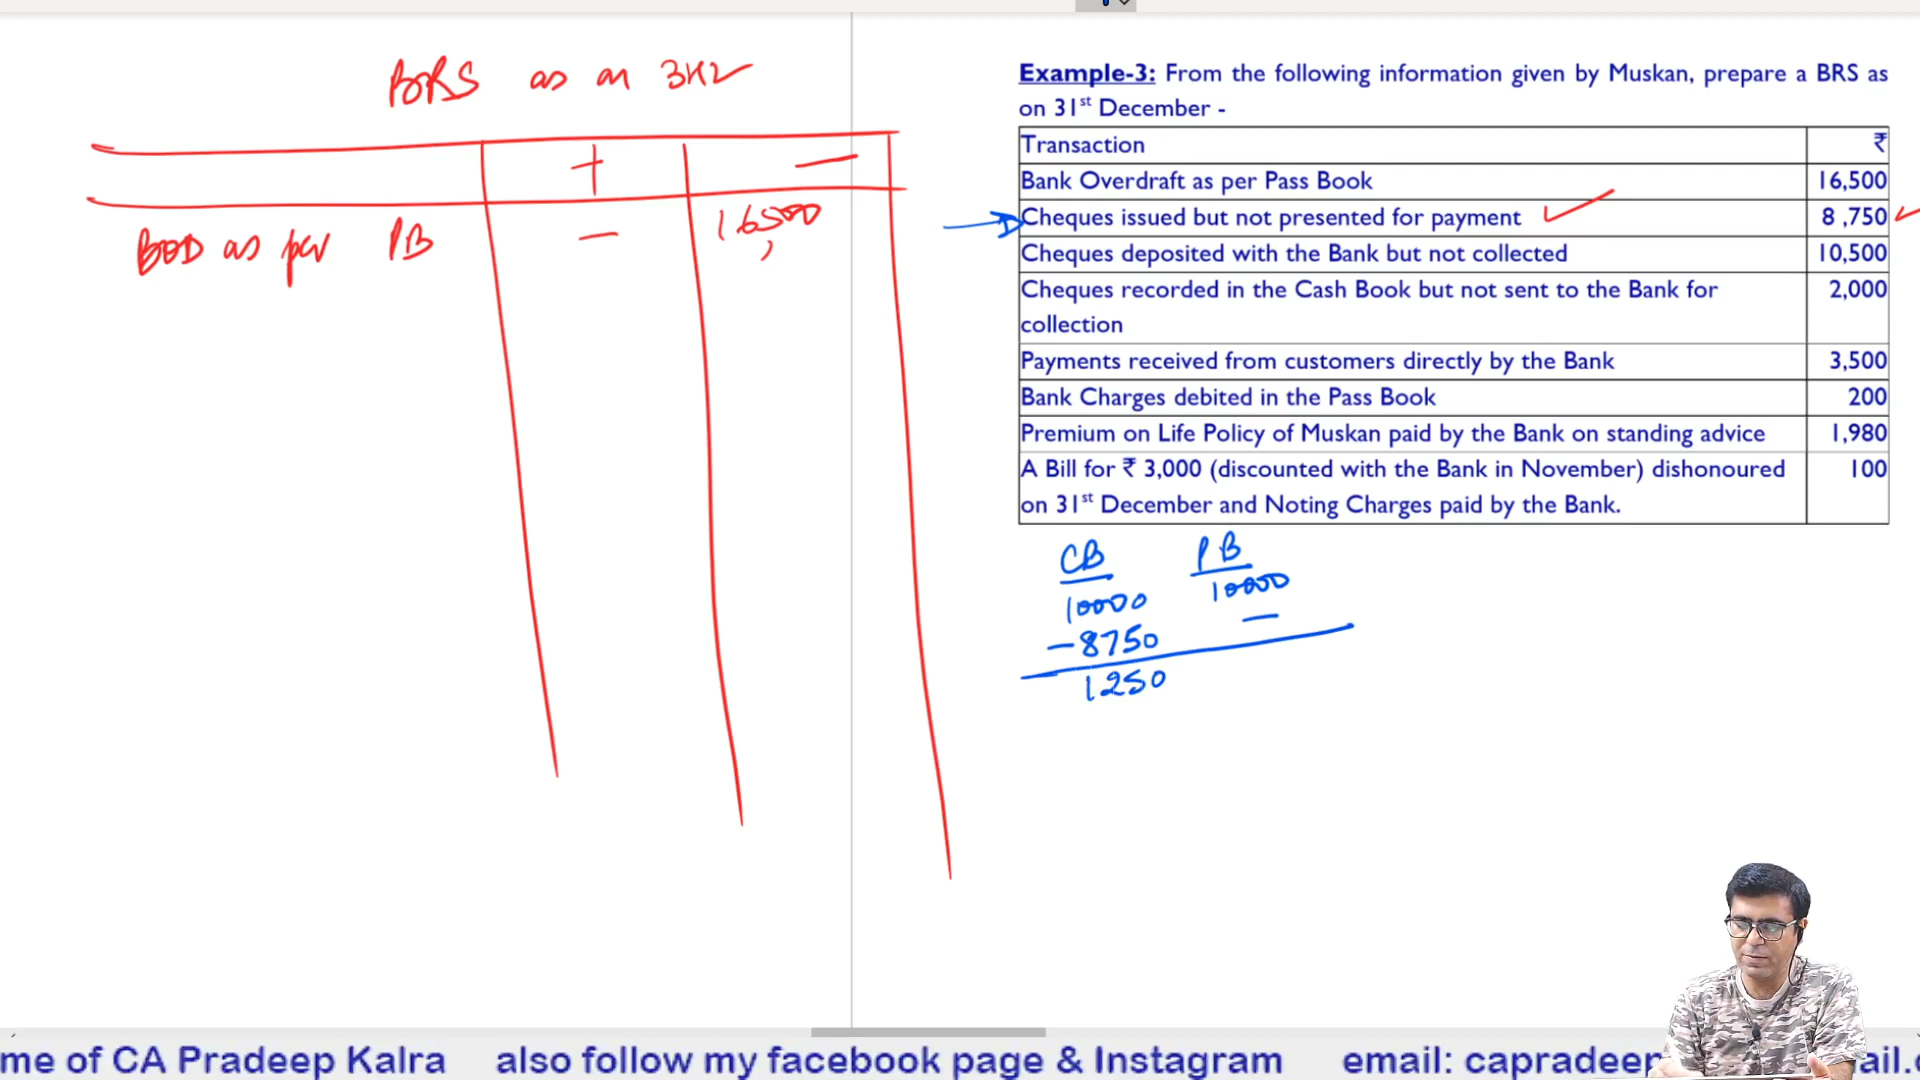 BRS as on 31/12
+ −
BOD as per PB − 16500
Example-3: From the following information given by Muskan, prepare a BRS as
on 31st December -
Transaction ₹
Bank Overdraft as per Pass Book 16,500
Cheques issued but not presented for payment 8,750
Cheques deposited with the Bank but not collected 10,500
Cheques recorded in the Cash Book but not sent to the Bank for 2,000
collection
Payments received from customers directly by the Bank 3,500
Bank Charges debited in the Pass Book 200
Premium on Life Policy of Muskan paid by the Bank on standing advice 1,980
A Bill for ₹ 3,000 (discounted with the Bank in November) dishonoured 100
on 31st December and Noting Charges paid by the Bank.
CB PB
10000 10000
−8750 −
1250
me of CA Pradeep Kalra also follow my facebook page & Instagram email: capradeep